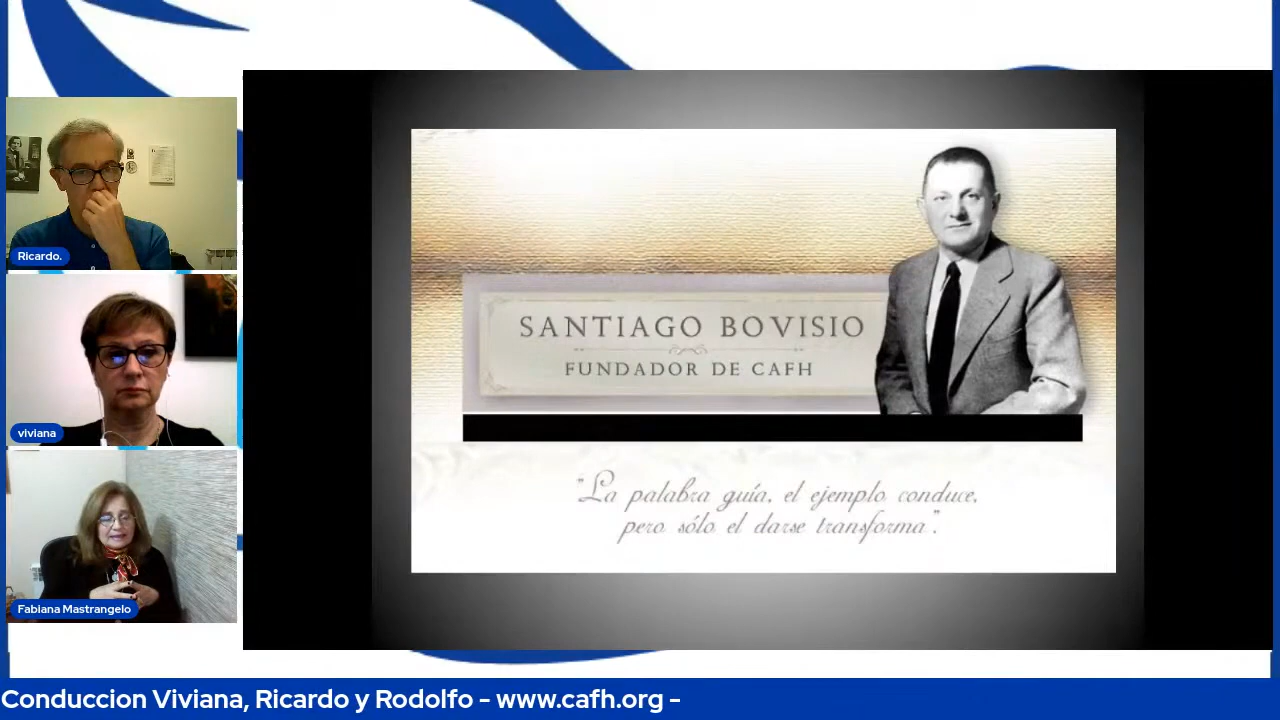 Ricardo.
viviana
Fabiana Mastrangelo
SANTIAGO BOVISIO
FUNDADOR DE CAFH
"La palabra guía, el ejemplo conduce,
pero sólo el darse transforma".
Conduccion Viviana, Ricardo y Rodolfo - www.cafh.org -